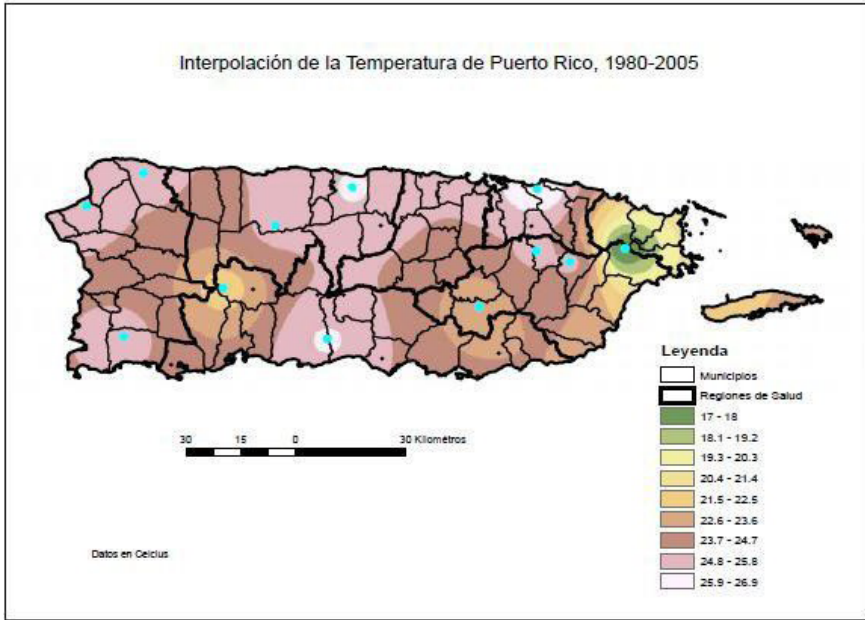 Interpolación de la Temperatura de Puerto Rico, 1980-2005
Leyenda
Municipios
Regiones de Salud
17 - 18
18.1 - 19.2
19.3 - 20.3
20.4 - 21.4
21.5 - 22.5
22.6 - 23.6
23.7 - 24.7
24.8 - 25.8
25.9 - 26.9
30 15 0 30 Kilométros
Datos en Celcius